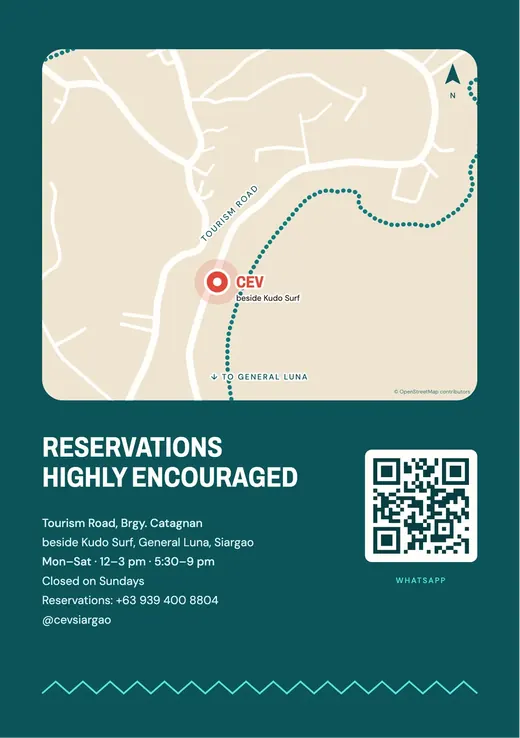 N
TOURISM ROAD
CEV
beside Kudo Surf
↓ TO GENERAL LUNA
© OpenStreetMap contributors
RESERVATIONS
HIGHLY ENCOURAGED
Tourism Road, Brgy. Catagnan
beside Kudo Surf, General Luna, Siargao
Mon–Sat · 12–3 pm · 5:30–9 pm
Closed on Sundays
Reservations: +63 939 400 8804
@cevsiargao
WHATSAPP